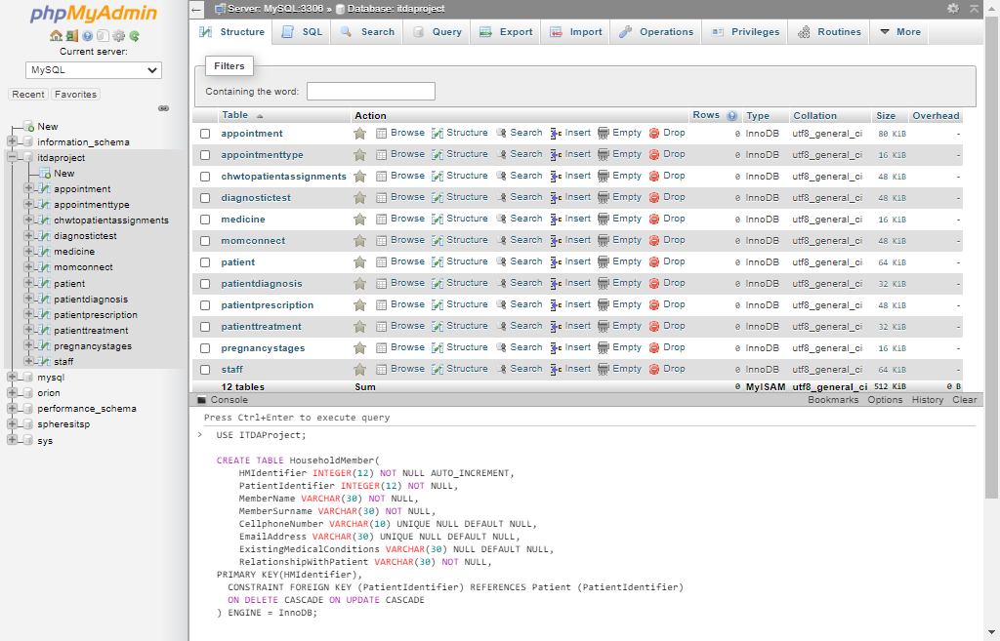 phpMyAdmin
Current server:
MySQL
Recent Favorites
New
information_schema
itdaproject
New
appointment
appointmenttype
chwtopatientassignments
diagnostictest
medicine
momconnect
patient
patientdiagnosis
patientprescription
patienttreatment
pregnancystages
staff
mysql
orion
performance_schema
spheresitsp
sys
Server: MySQL:3306 » Database: itdaproject
Structure SQL Search Query Export Import Operations Privileges Routines More
Filters
Containing the word:
Table Action Rows Type Collation Size Overhead
appointment Browse Structure Search Insert Empty Drop 0 InnoDB utf8_general_ci 80 KiB -
appointmenttype Browse Structure Search Insert Empty Drop 0 InnoDB utf8_general_ci 16 KiB -
chwtopatientassignments Browse Structure Search Insert Empty Drop 0 InnoDB utf8_general_ci 48 KiB -
diagnostictest Browse Structure Search Insert Empty Drop 0 InnoDB utf8_general_ci 48 KiB -
medicine Browse Structure Search Insert Empty Drop 0 InnoDB utf8_general_ci 16 KiB -
momconnect Browse Structure Search Insert Empty Drop 0 InnoDB utf8_general_ci 48 KiB -
patient Browse Structure Search Insert Empty Drop 0 InnoDB utf8_general_ci 64 KiB -
patientdiagnosis Browse Structure Search Insert Empty Drop 0 InnoDB utf8_general_ci 32 KiB -
patientprescription Browse Structure Search Insert Empty Drop 0 InnoDB utf8_general_ci 48 KiB -
patienttreatment Browse Structure Search Insert Empty Drop 0 InnoDB utf8_general_ci 32 KiB -
pregnancystages Browse Structure Search Insert Empty Drop 0 InnoDB utf8_general_ci 16 KiB -
staff Browse Structure Search Insert Empty Drop 0 InnoDB utf8_general_ci 64 KiB -
12 tables Sum 0 MyISAM utf8_general_ci 512 KiB 0 B
Console Bookmarks Options History Clear
Press Ctrl+Enter to execute query
> USE ITDAProject;
CREATE TABLE HouseholdMember(
HMIdentifier INTEGER(12) NOT NULL AUTO_INCREMENT,
PatientIdentifier INTEGER(12) NOT NULL,
MemberName VARCHAR(30) NOT NULL,
MemberSurname VARCHAR(30) NOT NULL,
CellphoneNumber VARCHAR(10) UNIQUE NULL DEFAULT NULL,
EmailAddress VARCHAR(30) UNIQUE NULL DEFAULT NULL,
ExistingMedicalConditions VARCHAR(30) NULL DEFAULT NULL,
RelationshipWithPatient VARCHAR(30) NOT NULL,
PRIMARY KEY(HMIdentifier),
CONSTRAINT FOREIGN KEY (PatientIdentifier) REFERENCES Patient (PatientIdentifier)
ON DELETE CASCADE ON UPDATE CASCADE
) ENGINE = InnoDB;